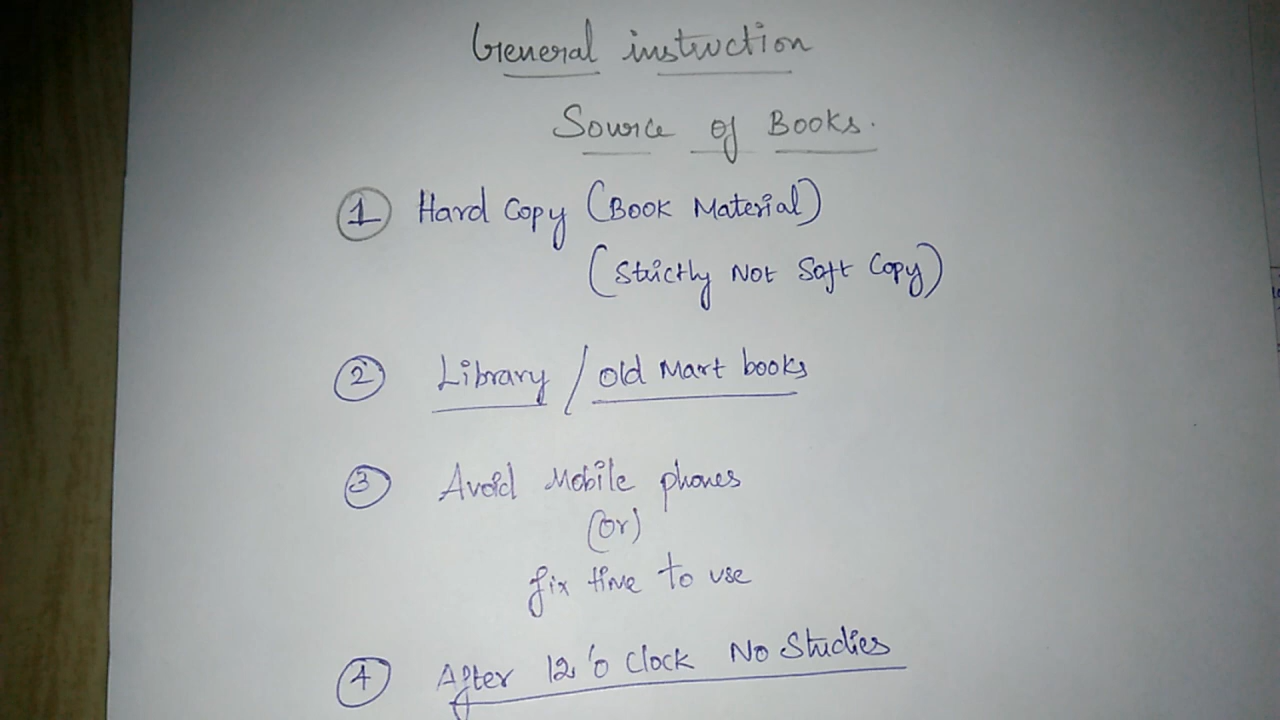 General instruction
Source of Books.
1 Hard Copy (Book Material)
(Strictly Not Soft Copy)
2 Library / old Mart books
3 Avoid Mobile phones
(or)
fix time to use
4 After 12 'o Clock No Studies